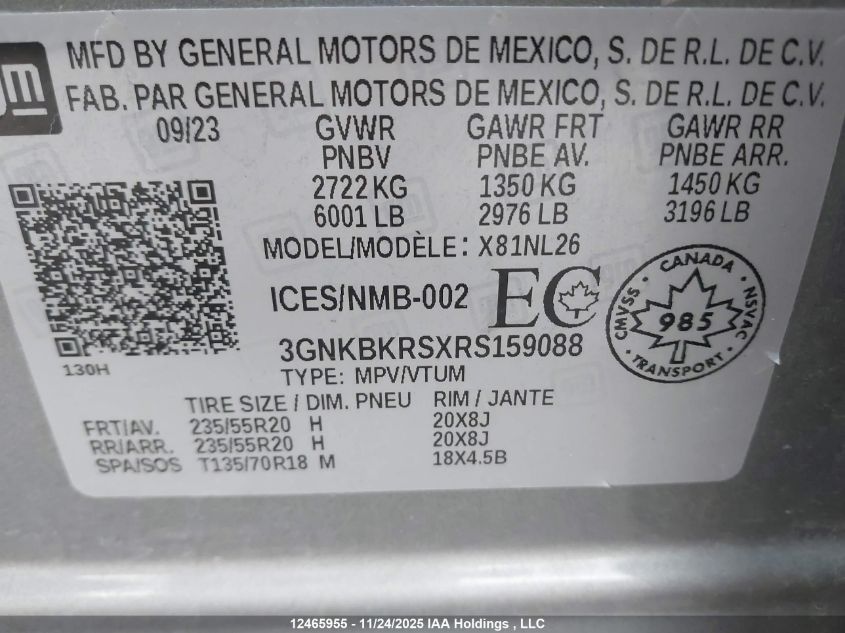 gm
MFD BY GENERAL MOTORS DE MEXICO, S. DE R.L. DE C.V.
FAB. PAR GENERAL MOTORS DE MEXICO, S. DE R.L. DE C.V.
09/23 GVWR GAWR FRT GAWR RR
PNBV PNBE AV. PNBE ARR.
2722 KG 1350 KG 1450 KG
6001 LB 2976 LB 3196 LB
MODEL/MODÈLE: X81NL26
ICES/NMB-002 EC
CANADA
CMVSS 985 NSVAC
TRANSPORT
3GNKBKRSXRS159088
130H
TYPE: MPV/VTUM
TIRE SIZE / DIM. PNEU RIM / JANTE
FRT/AV. 235/55R20 H 20X8J
RR/ARR. 235/55R20 H 20X8J
SPA/SOS T135/70R18 M 18X4.5B
12465955 - 11/24/2025 IAA Holdings , LLC